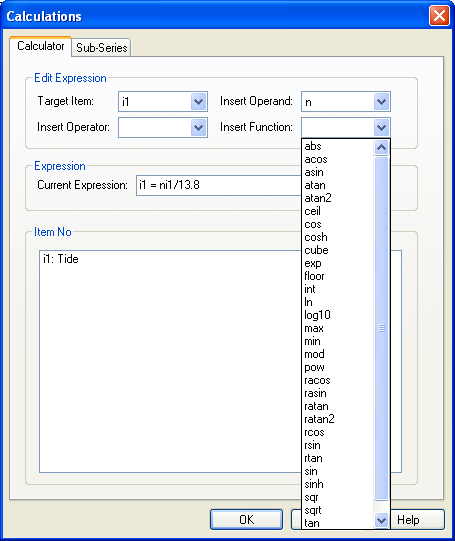 Calculations
Calculator Sub-Series
Edit Expression
Target Item: i1 Insert Operand: n
Insert Operator: Insert Function:
Expression
Current Expression: i1 = ni1/13.8
Item No
i1: Tide
abs
acos
asin
atan
atan2
ceil
cos
cosh
cube
exp
floor
int
ln
log10
max
min
mod
pow
racos
rasin
ratan
ratan2
rcos
rsin
rtan
sin
sinh
sqr
sqrt
tan
OK Help